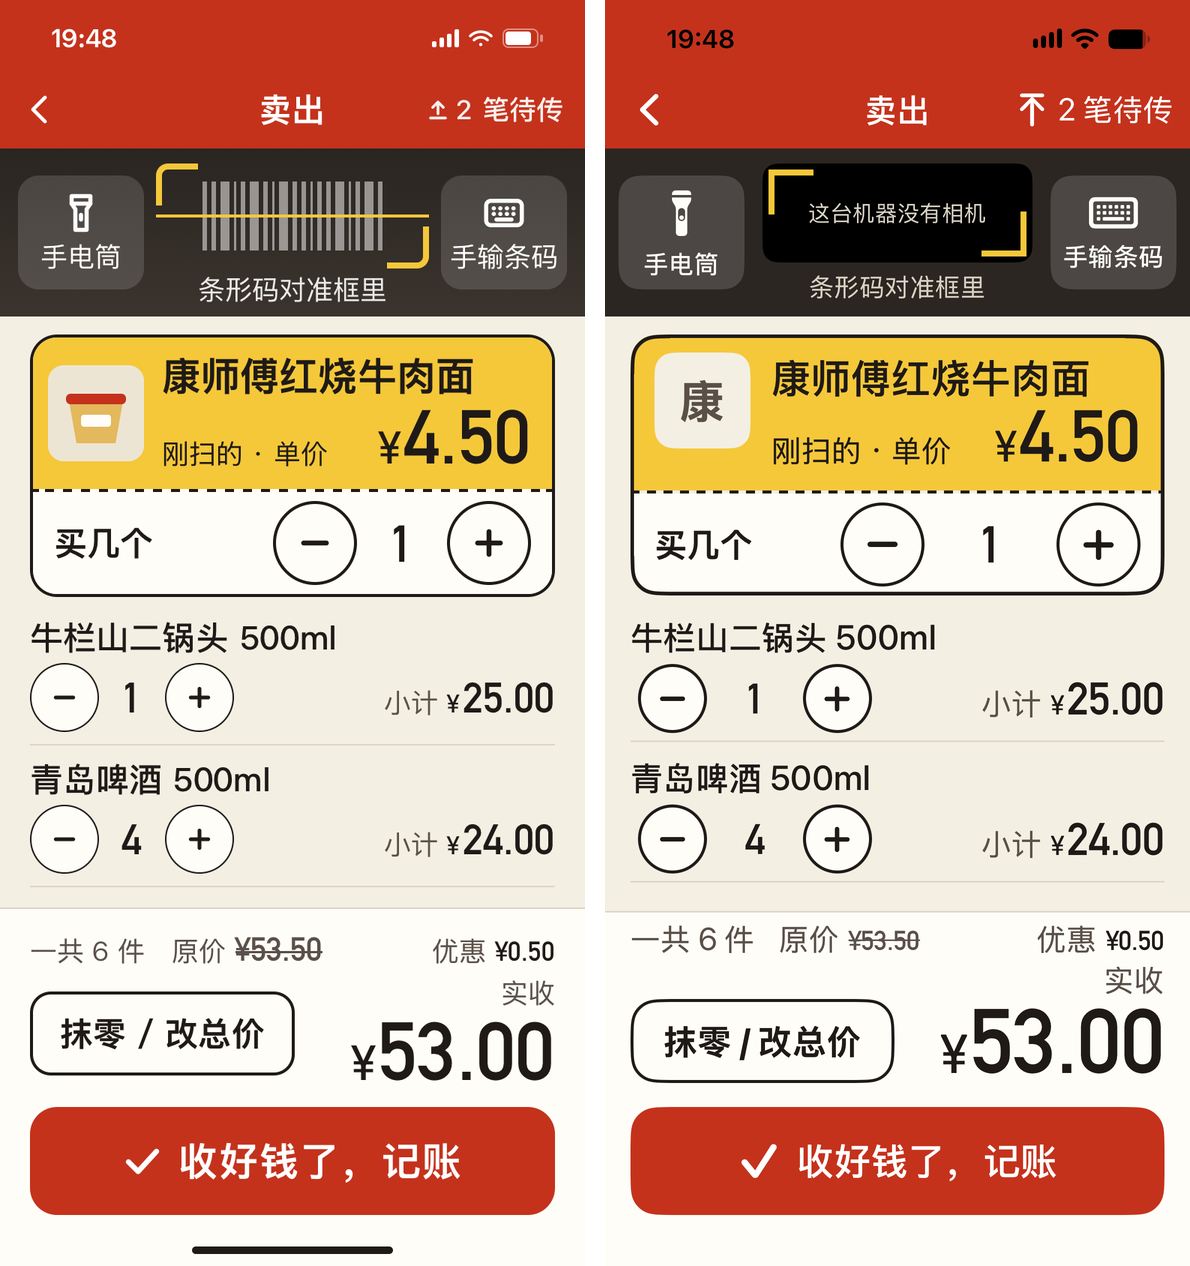 19:48
卖出
2 笔待传
手电筒
条形码对准框里
手输条码
康师傅红烧牛肉面
刚扫的 · 单价
¥4.50
买几个
− 1 +
牛栏山二锅头 500ml
− 1 +
小计 ¥25.00
青岛啤酒 500ml
− 4 +
小计 ¥24.00
一共 6 件 原价 ¥53.50
优惠 ¥0.50
实收
抹零 / 改总价
¥53.00
收好钱了，记账
19:48
卖出
2 笔待传
手电筒
这台机器没有相机
条形码对准框里
手输条码
康
康师傅红烧牛肉面
刚扫的 · 单价
¥4.50
买几个
− 1 +
牛栏山二锅头 500ml
− 1 +
小计 ¥25.00
青岛啤酒 500ml
− 4 +
小计 ¥24.00
一共 6 件 原价 ¥53.50
优惠 ¥0.50
实收
抹零 / 改总价
¥53.00
收好钱了，记账